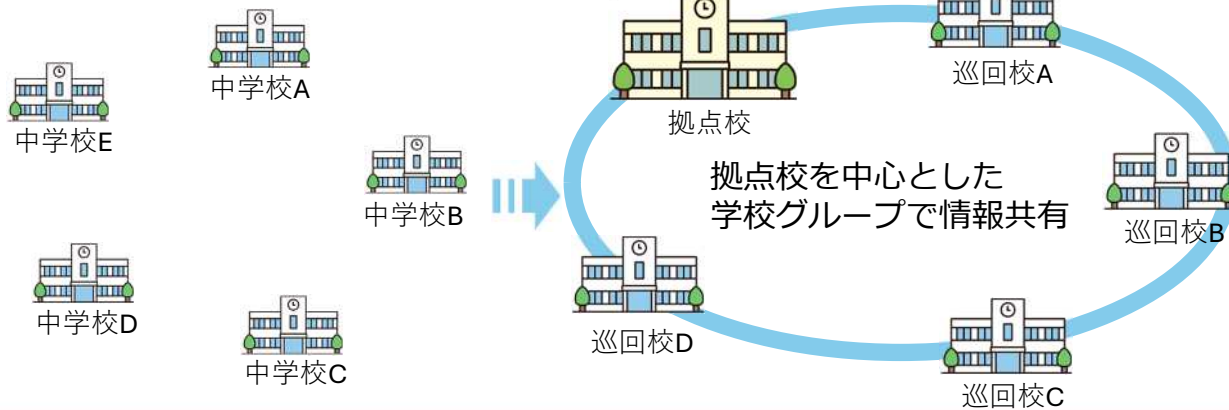 中学校A
中学校E
中学校B
中学校D
中学校C
拠点校
巡回校A
拠点校を中心とした
学校グループで情報共有
巡回校B
巡回校D
巡回校C